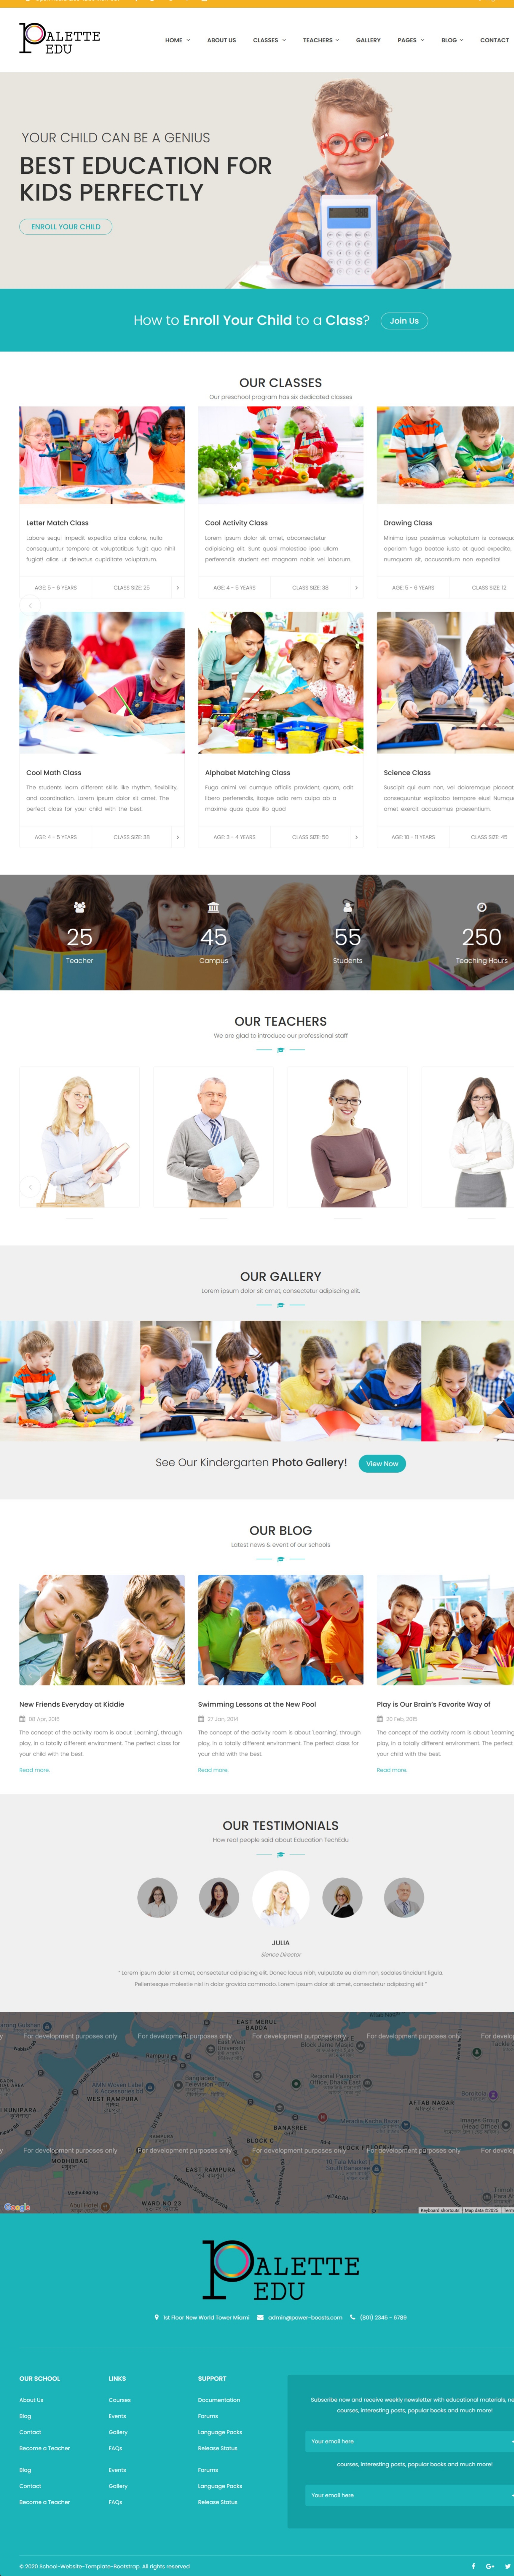 PALETTE
EDU
HOME ABOUT US CLASSES TEACHERS GALLERY PAGES BLOG CONTACT
YOUR CHILD CAN BE A GENIUS
BEST EDUCATION FOR
KIDS PERFECTLY
ENROLL YOUR CHILD
How to Enroll Your Child to a Class? Join Us
OUR CLASSES
Our preschool program has six dedicated classes
Letter Match Class
Labore sequi impedit expedita alias dolores, nulla
consequuntur tempore at voluptatibus fugit quo nihil
fugiat alias ut delectus cupiditate voluptatum.
AGE: 5 - 6 YEARS CLASS SIZE: 25
Cool Activity Class
Lorem ipsum dolor sit amet, abconsectetur
adipisicing elit. Sunt quasi molestiae ipsa ullam
perferendis student est magnam nobis vel laborum.
AGE: 4 - 5 YEARS CLASS SIZE: 38
Drawing Class
Minima ipsa possimus voluptatum is consequ
aperiam fuga beatae iusto et quod expedita,
numquam sit, accusantium non expedita!
AGE: 5 - 6 YEARS CLASS SIZE: 12
Cool Math Class
The students learn different skills like rhythm, flexibility,
and coordination. Lorem ipsum dolor sit amet. The
perfect class for your child with the best.
AGE: 4 - 5 YEARS CLASS SIZE: 38
Alphabet Matching Class
Fuga animi vel cumque officiis provident, quam, odit
libero perferendis, itaque odio rem culpa ab a
maxime quas quos illo quod
AGE: 3 - 4 YEARS CLASS SIZE: 50
Science Class
Suscipit qui eum non, vel doloremque placeat
consequuntur explicabo tempore eius! Numqu
amet exercit accusamus praesentium.
AGE: 10 - 11 YEARS CLASS SIZE: 45
25 45 55 250
Teacher Campus Students Teaching Hours
OUR TEACHERS
We are glad to introduce our professional staff
OUR GALLERY
Lorem ipsum dolor sit amet, consectetur adipiscing elit.
See Our Kindergarten Photo Gallery! View Now
OUR BLOG
Latest news & event of our schools
New Friends Everyday at Kiddie
08 Apr, 2016
The concept of the activity room is about 'Learning', through
play, in a totally different environment. The perfect class for
your child with the best.
Read more.
Swimming Lessons at the New Pool
27 Jan, 2014
The concept of the activity room is about 'Learning', through
play, in a totally different environment. The perfect class for
your child with the best.
Read more.
Play is Our Brain's Favorite Way of
20 Feb, 2015
The concept of the activity room is about 'Learning
play, in a totally different environment. The perfect
your child with the best.
Read more.
OUR TESTIMONIALS
How real people said about Education TechEdu
JULIA
Sience Director
" Lorem ipsum dolor sit amet, consectetur adipiscing elit. Donec lacus nibh, vulputate eu diam non, sodales tincidunt ligula.
Pellentesque molestie nisl in dolor gravida commodo. Lorem ipsum dolor sit amet, consectetur adipiscing elit."
For development purposes only
For development purposes only
For development purposes only
For development purposes only
EAST MERUL
BADDA
East West
University
Rampura
WEST RAMPURA
BANASREE
AFTAB NAGAR
BLOCK C
EAST RAMPURA
MODHUBAG
WARD NO 23
For development purposes only
For development purposes only
For development purposes only
For development purposes only
Google
Keyboard shortcuts Map data ©2025
PALETTE
EDU
1st Floor New World Tower Miami admin@power-boosts.com (801) 2345 - 6789
OUR SCHOOL
About Us
Blog
Contact
Become a Teacher
Blog
Contact
Become a Teacher
LINKS
Courses
Events
Gallery
FAQs
Events
Gallery
FAQs
SUPPORT
Documentation
Forums
Language Packs
Release Status
Forums
Language Packs
Release Status
Subscribe now and receive weekly newsletter with educational materials, ne
courses, interesting posts, popular books and much more!
Your email here
courses, interesting posts, popular books and much more!
Your email here
© 2020 School-Website-Template-Bootstrap. All rights reserved